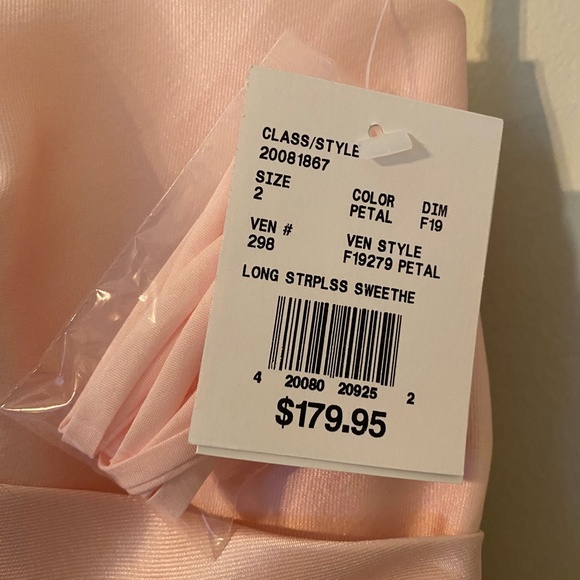 CLASS/STYLE
20081867
SIZE COLOR DIM
2 PETAL F19
VEN # VEN STYLE
298 F19279 PETAL
LONG STRPLSS SWEETHE
4 20080 20925 2
$179.95